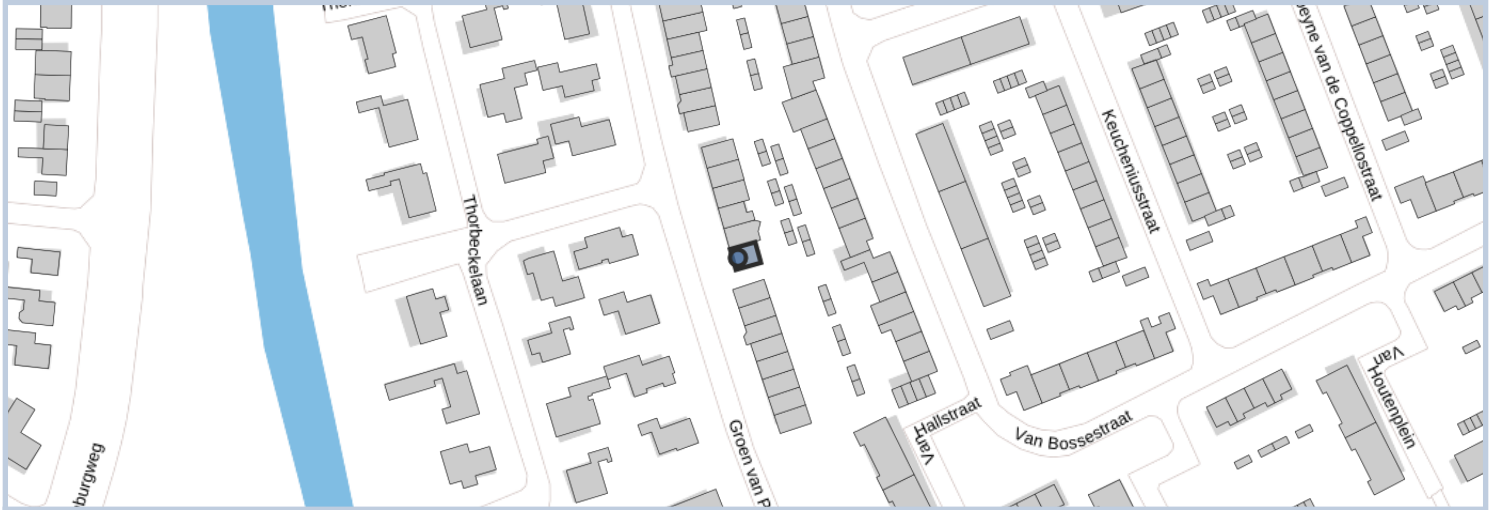 Thorbeckelaan
Keucheniusstraat
eyne van de Coppellostraat
Groen van P
Van
Hallstraat
Van Bossestraat
Van
Houtenplein
burgweg